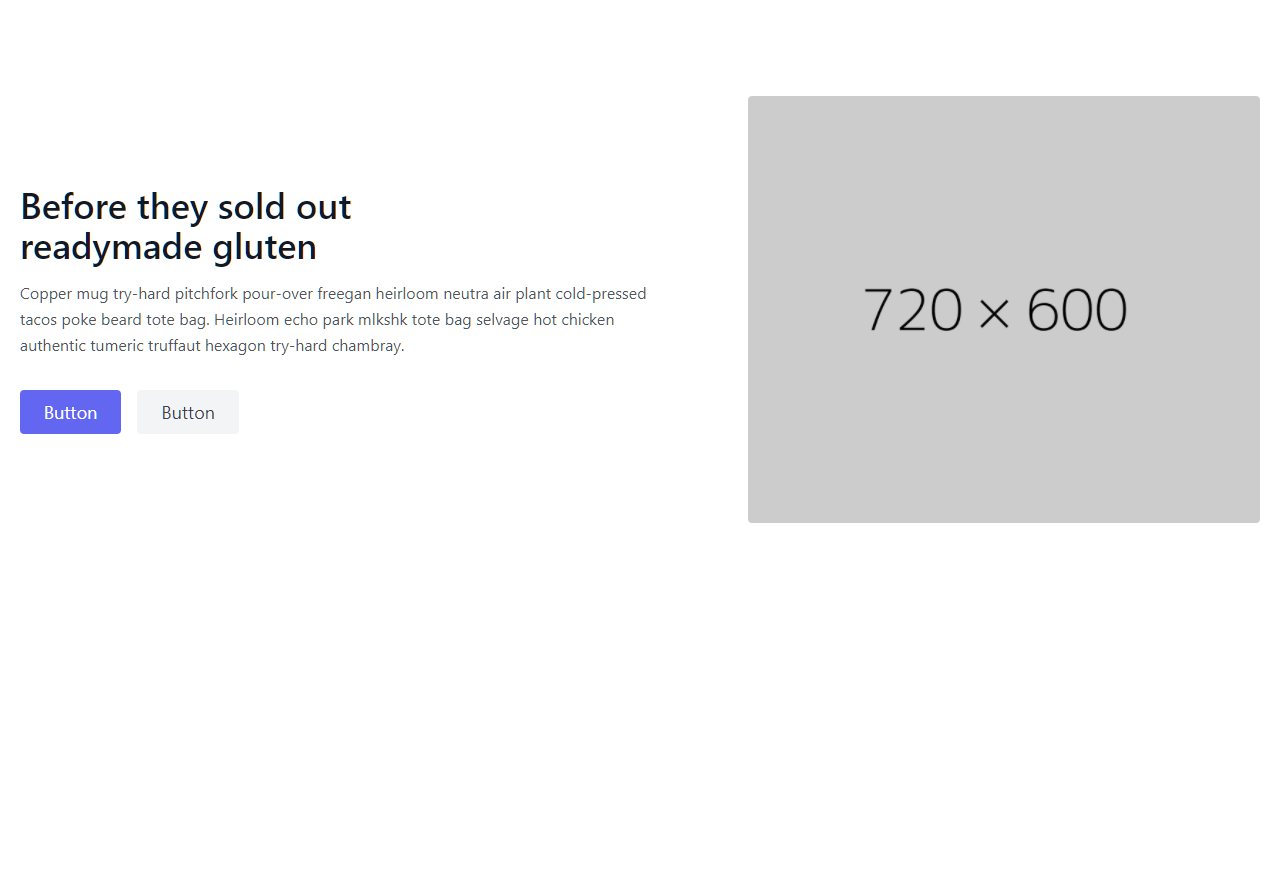 Before they sold out
readymade gluten
Copper mug try-hard pitchfork pour-over freegan heirloom neutra air plant cold-pressed
tacos poke beard tote bag. Heirloom echo park mlkshk tote bag selvage hot chicken
authentic tumeric truffaut hexagon try-hard chambray.
Button Button
720 × 600